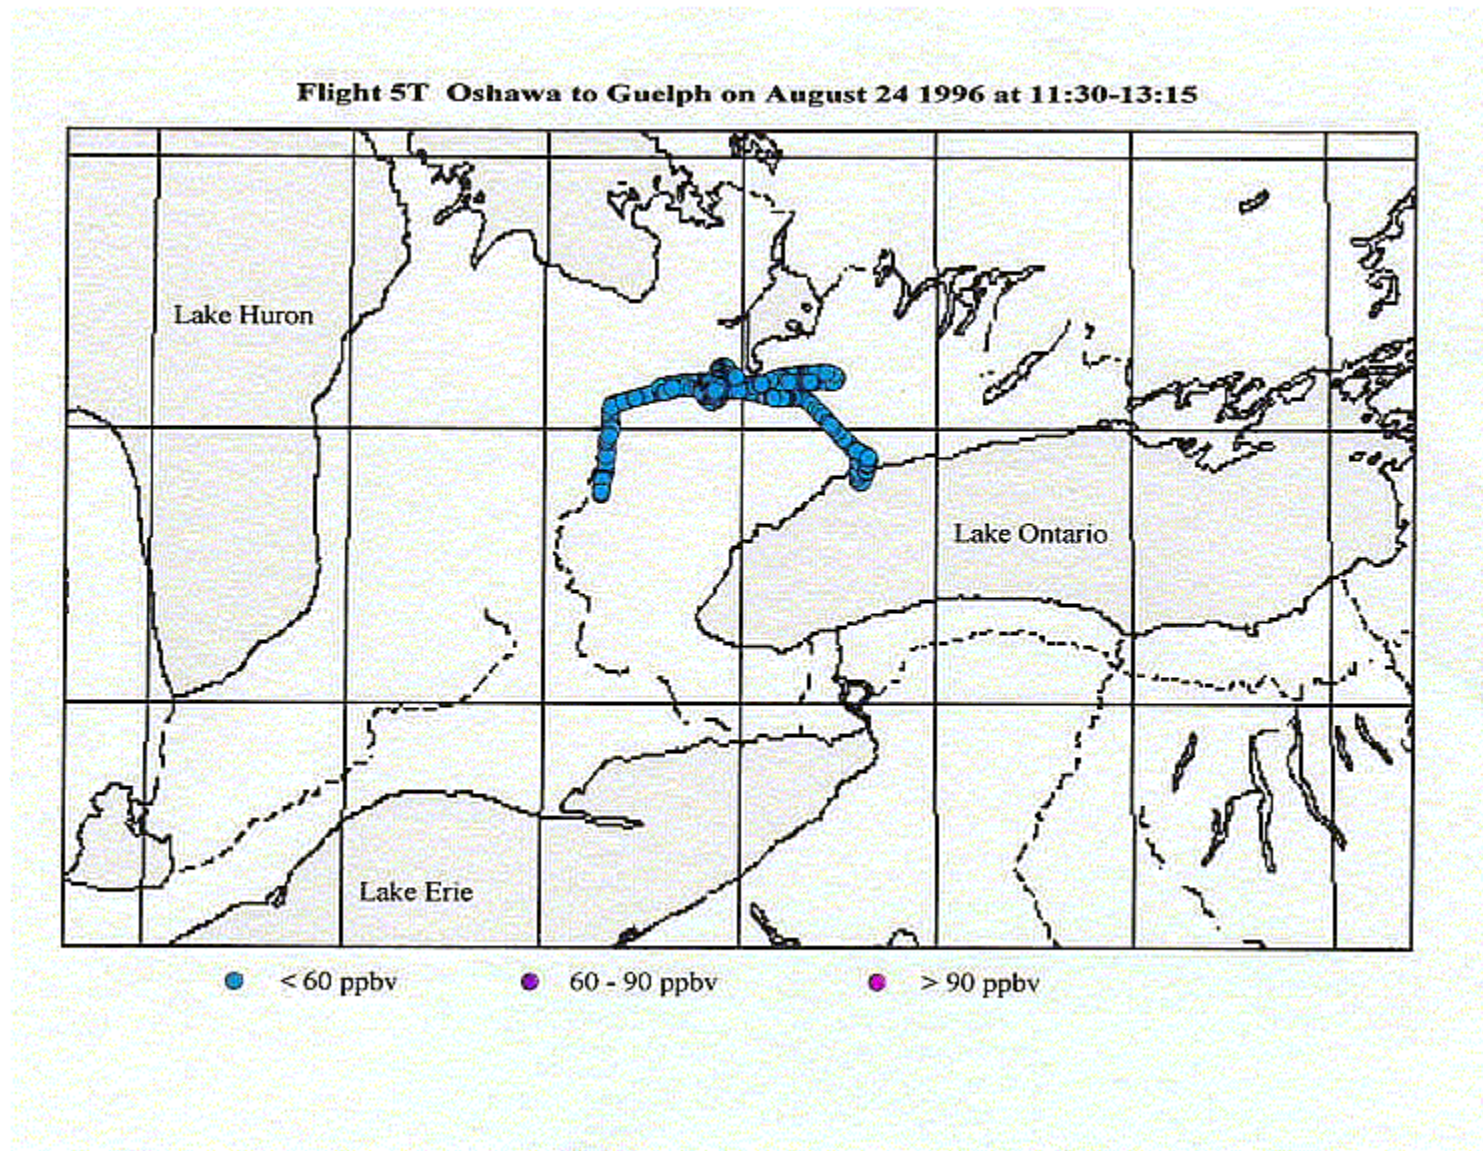 Flight 5T Oshawa to Guelph on August 24 1996 at 11:30-13:15
Lake Huron
Lake Ontario
Lake Erie
< 60 ppbv 60 - 90 ppbv > 90 ppbv